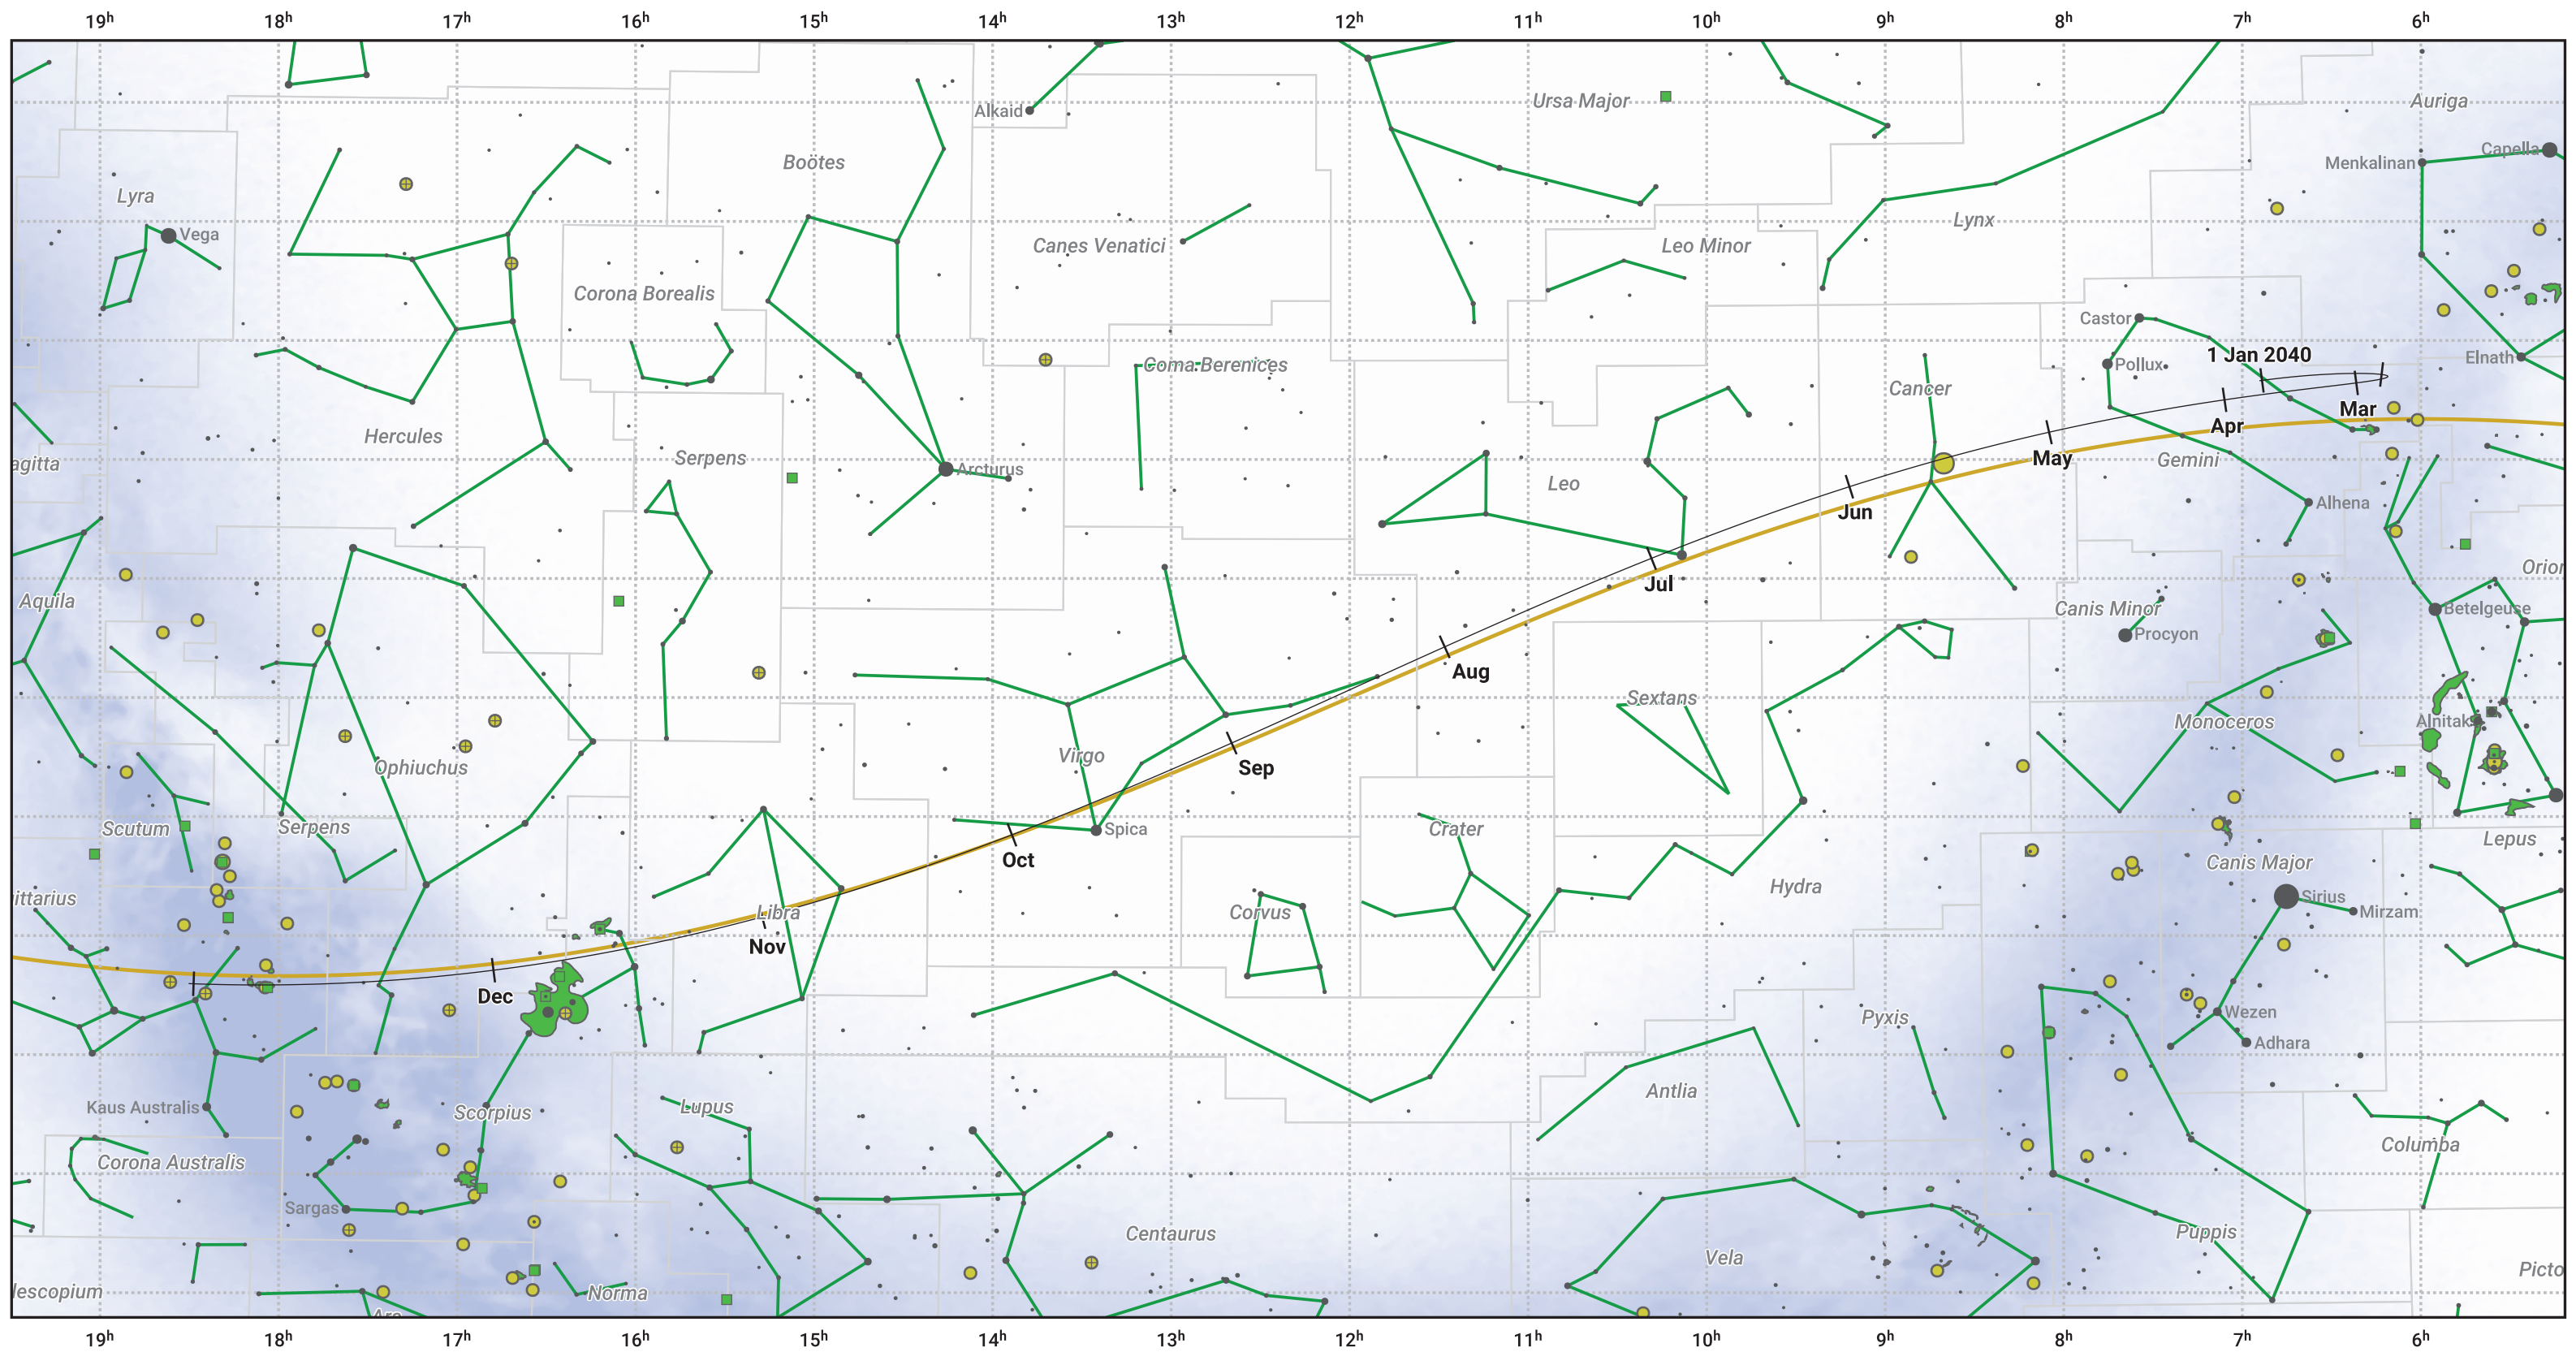 19h 18h 17h 16h 15h 14h 13h 12h 11h 10h 9h 8h 7h 6h
Alkaid
Ursa Major
Auriga
Capella
Boötes
Menkalinan
Lyra
Lynx
Vega
Canes Venatici
Leo Minor
Corona Borealis
Castor
1 Jan 2040
Elnath
Coma Berenices
Pollux
Cancer
Mar
Hercules
Apr
Serpens
May
Gemini
agitta
Arcturus
Leo
Alhena
Jun
Orior
Jul
Aquila
Canis Minor
Betelgeuse
Procyon
Aug
Sextans
Monoceros
Alnitak
Virgo
Ophiuchus
Sep
Scutum
Serpens
Spica
Crater
Lepus
Oct
Canis Major
Hydra
ittarius
Sirius
Libra
Corvus
Mirzam
Nov
Dec
Pyxis
Wezen
Adhara
Antlia
Kaus Australis
Scorpius
Lupus
Columba
Corona Australis
Sargas
Centaurus
Puppis
Vela
Picto
lescopium
Norma
Ara
19h 18h 17h 16h 15h 14h 13h 12h 11h 10h 9h 8h 7h 6h